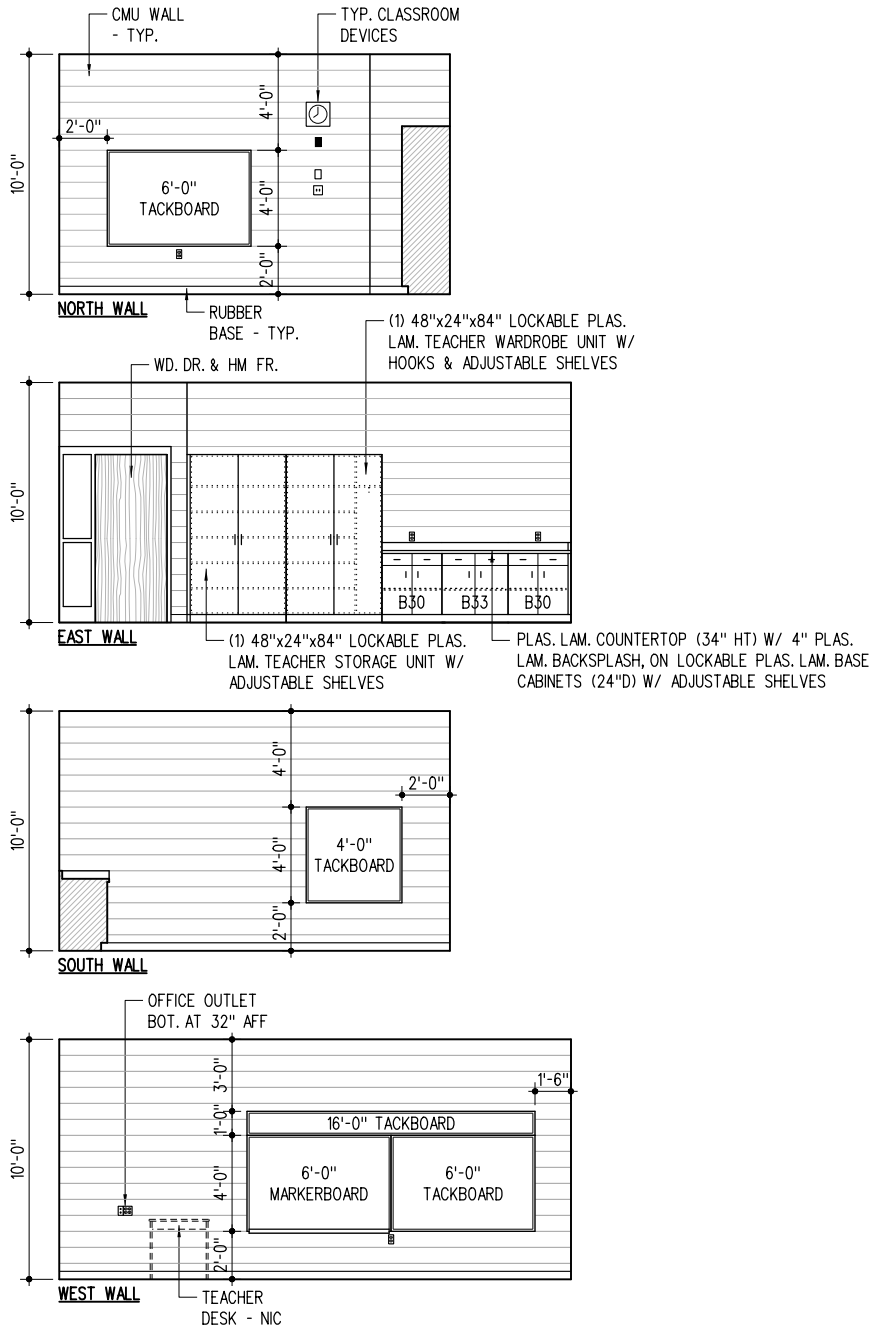 CMU WALL
- TYP.
TYP. CLASSROOM
DEVICES
10'-0"
2'-0"
4'-0"
4'-0"
2'-0"
6'-0"
TACKBOARD
NORTH WALL
RUBBER
BASE - TYP.
(1) 48"x24"x84" LOCKABLE PLAS.
LAM. TEACHER WARDROBE UNIT W/
HOOKS & ADJUSTABLE SHELVES
WD. DR. & HM FR.
10'-0"
B30
B33
B30
EAST WALL
(1) 48"x24"x84" LOCKABLE PLAS.
LAM. TEACHER STORAGE UNIT W/
ADJUSTABLE SHELVES
PLAS. LAM. COUNTERTOP (34" HT) W/ 4" PLAS.
LAM. BACKSPLASH, ON LOCKABLE PLAS. LAM. BASE
CABINETS (24"D) W/ ADJUSTABLE SHELVES
10'-0"
4'-0"
4'-0"
2'-0"
2'-0"
4'-0"
TACKBOARD
SOUTH WALL
OFFICE OUTLET
BOT. AT 32" AFF
10'-0"
3'-0"
1'-0"
4'-0"
2'-0"
1'-6"
16'-0" TACKBOARD
6'-0"
MARKERBOARD
6'-0"
TACKBOARD
WEST WALL
TEACHER
DESK - NIC